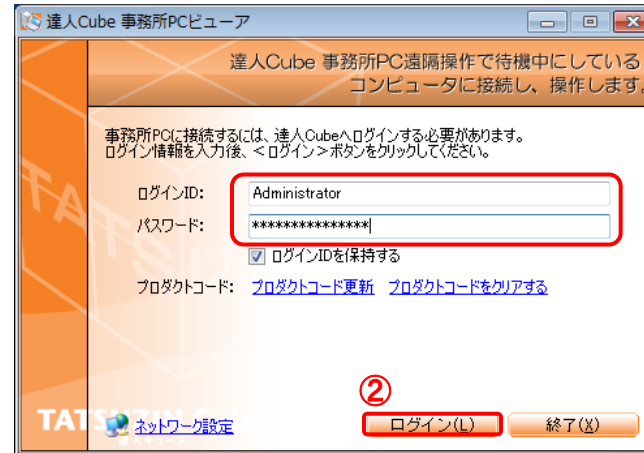 達人Cube 事務所PCビューア
達人Cube 事務所PC遠隔操作で待機中にしている
コンピュータに接続し、操作します。
事務所PCに接続するには、達人Cubeへログインする必要があります。
ログイン情報を入力後、<ログイン>ボタンをクリックしてください。
ログインID: Administrator
パスワード: ***************
ログインIDを保持する
プロダクトコード: プロダクトコード更新 プロダクトコードをクリアする
②
ネットワーク設定 ログイン(L) 終了(X)
達人キューブ